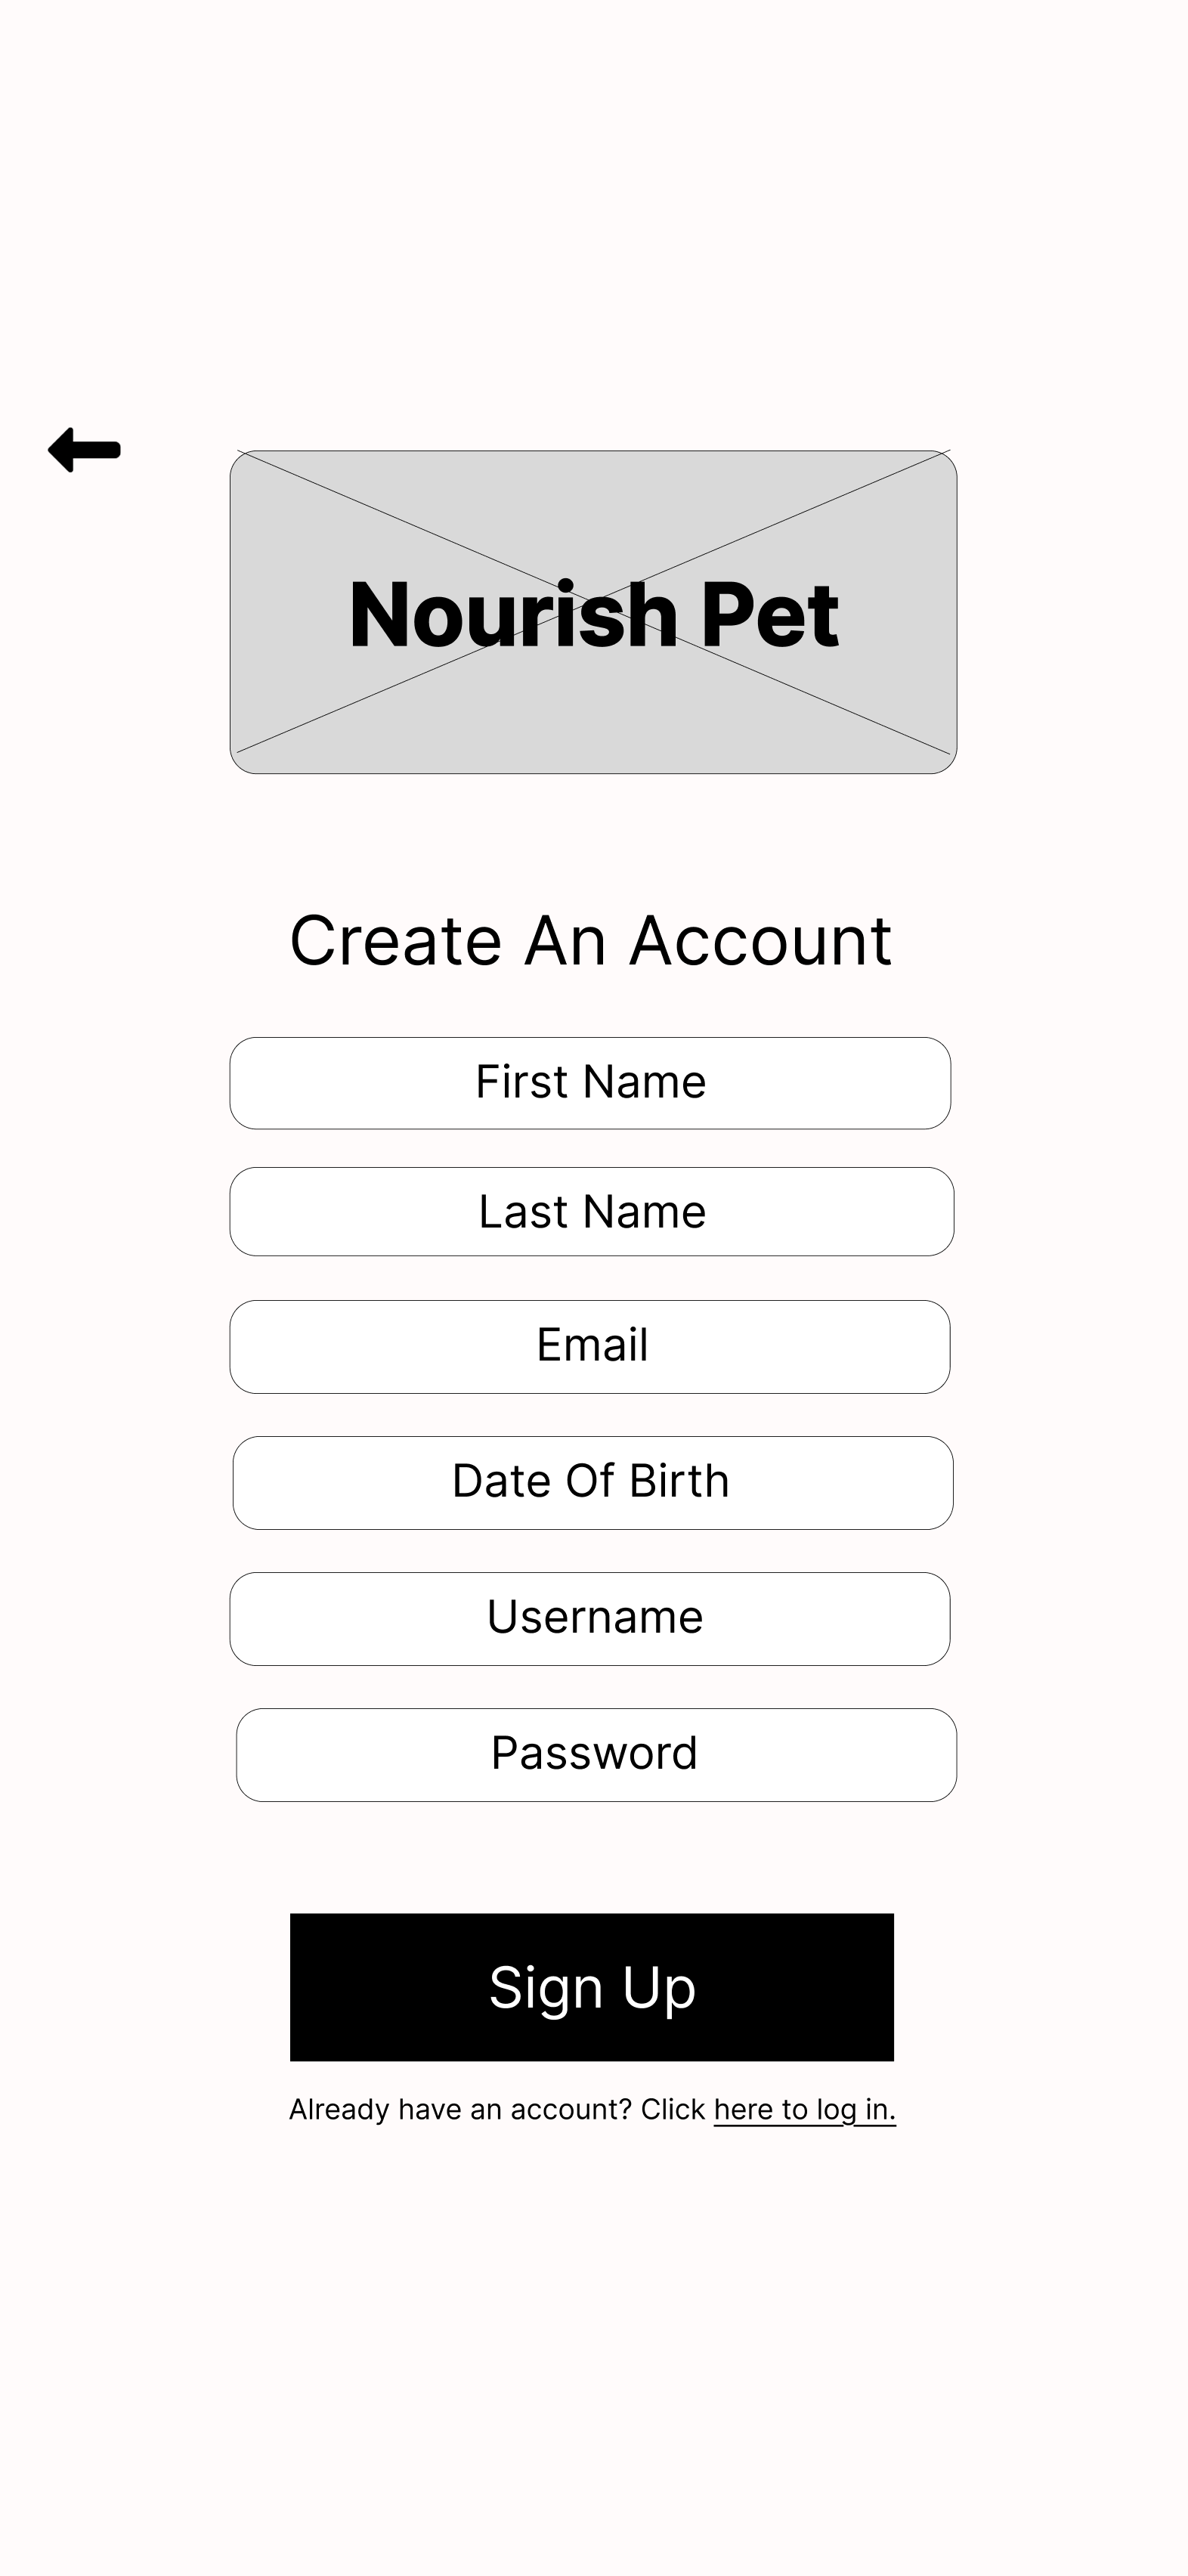 Nourish Pet
Create An Account
First Name
Last Name
Email
Date Of Birth
Username
Password
Sign Up
Already have an account? Click here to log in.